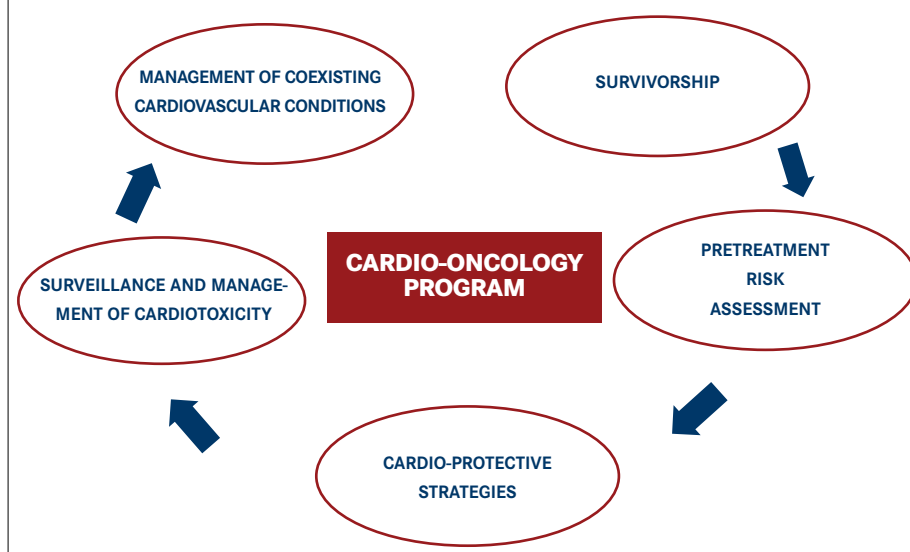 MANAGEMENT OF COEXISTING
CARDIOVASCULAR CONDITIONS
SURVIVORSHIP
CARDIO-ONCOLOGY
PROGRAM
PRETREATMENT
RISK
ASSESSMENT
SURVEILLANCE AND MANAGE-
MENT OF CARDIOTOXICITY
CARDIO-PROTECTIVE
STRATEGIES